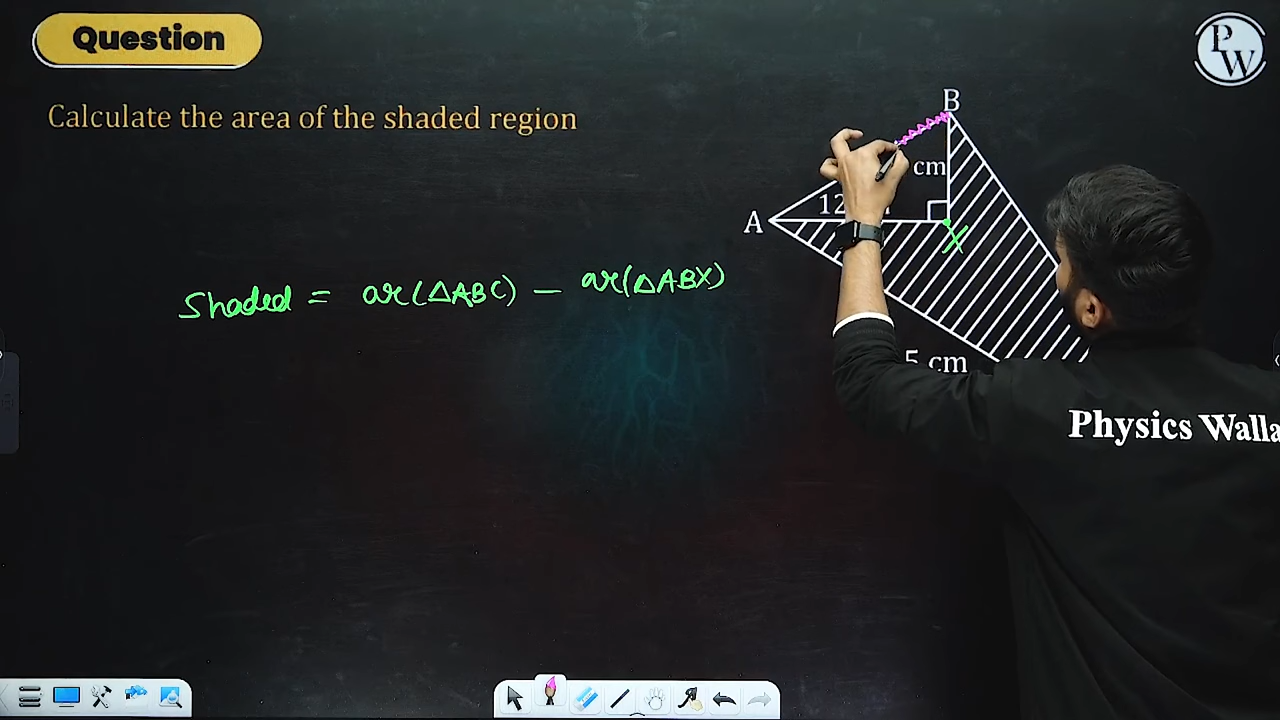 Question
PW
Calculate the area of the shaded region
B
cm
12
A
X
Shaded = ar(△ABC) – ar(△ABX)
5 cm
Physics Walla